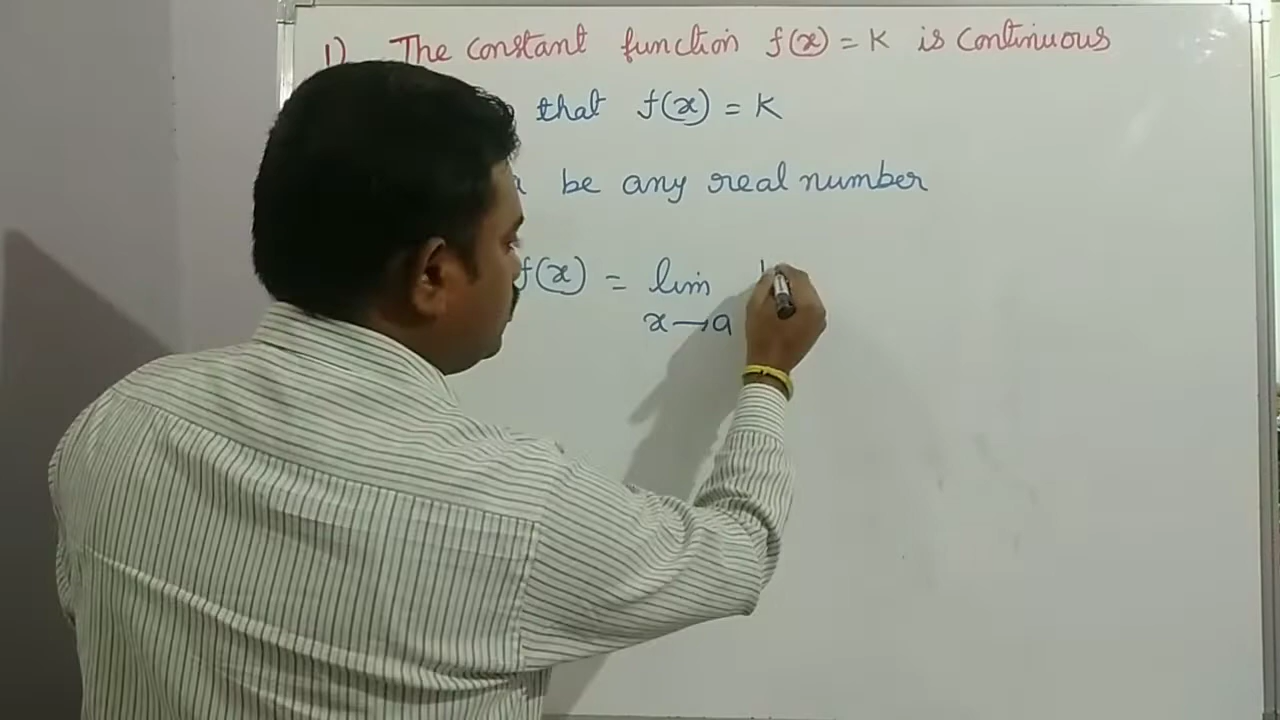 1) The constant function f(x) = K is continuous
that f(x) = K
be any real number
f(x) = lim
x→a